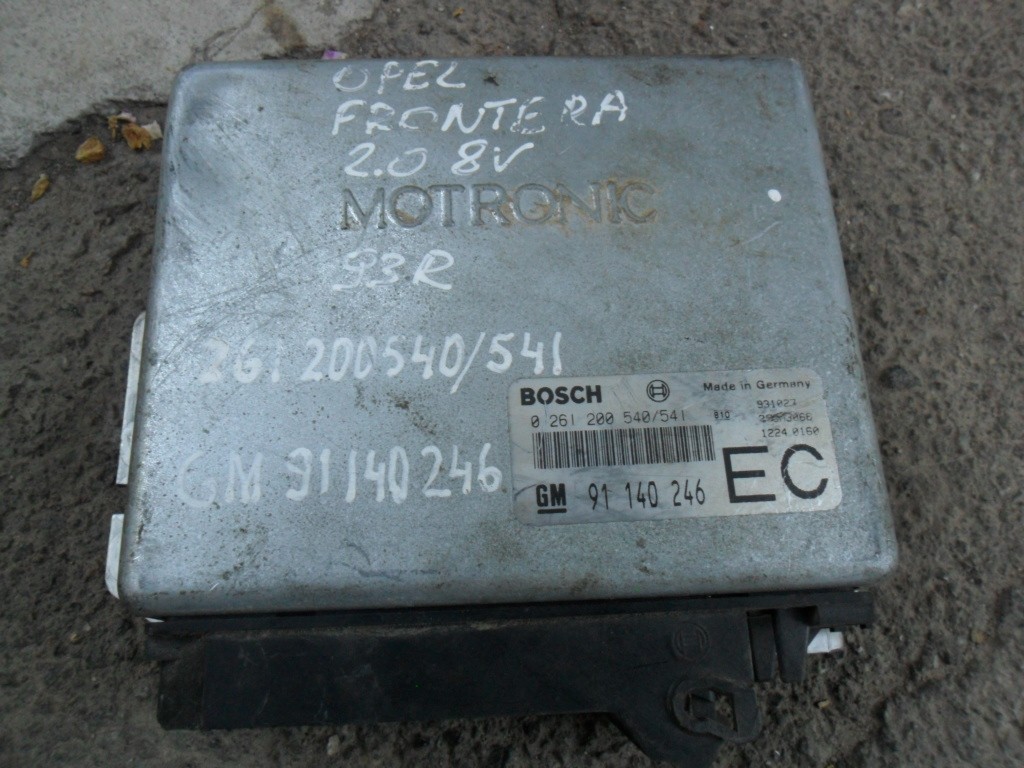 OPEL
FRONTERA
2.0 8V
MOTRONIC
93R
261 200540/541
GM 91140246
BOSCH Made in Germany
0 261 200 540/541 931023
1224 0160
EC
GM 91 140 246